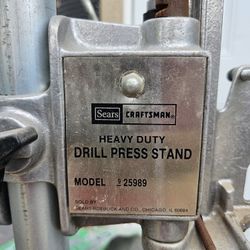 Sears CRAFTSMAN®
HEAVY DUTY
DRILL PRESS STAND
MODEL 25989
SOLD BY
SEARS ROEBUCK AND CO., CHICAGO, IL 60684